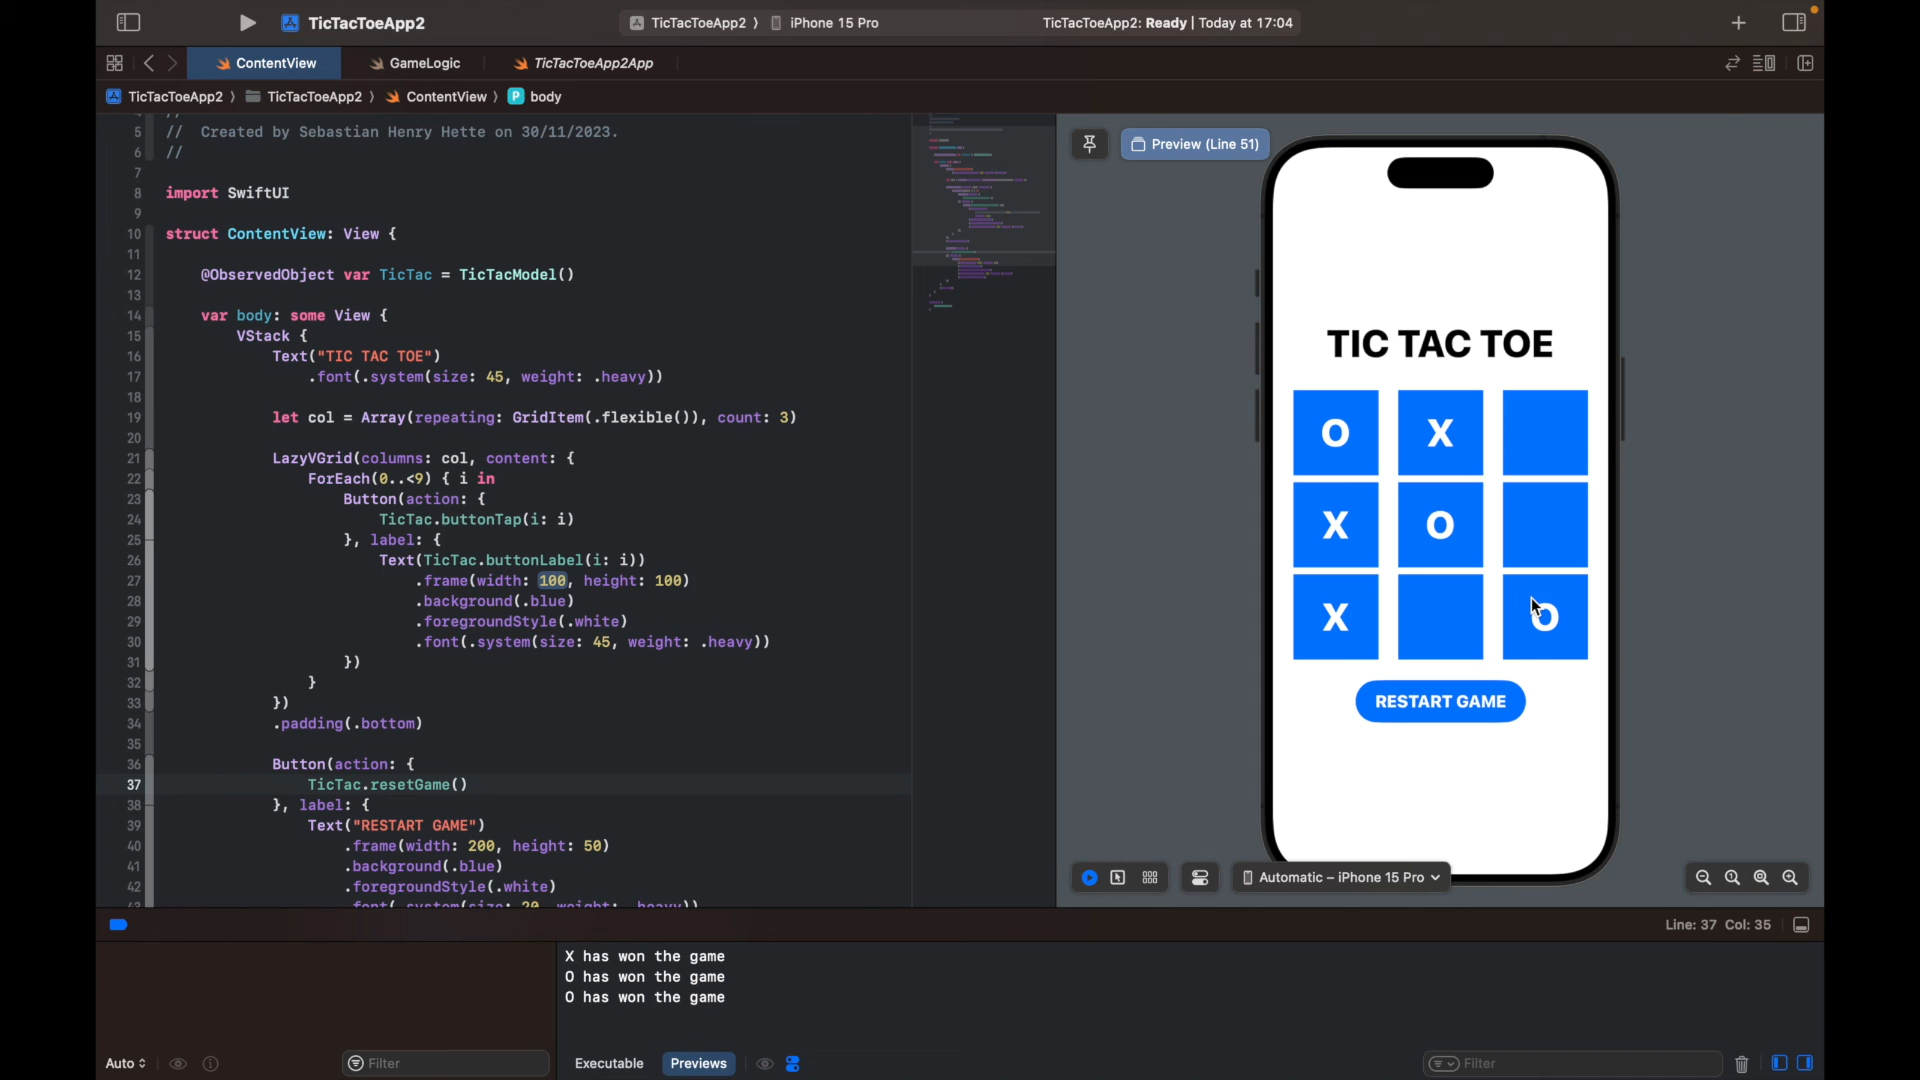 TicTacToeApp2
TicTacToeApp2 〉 iPhone 15 Pro
TicTacToeApp2: Ready | Today at 17:04
ContentView
GameLogic
TicTacToeApp2App
TicTacToeApp2 〉 TicTacToeApp2 〉 ContentView 〉 P body
5 // Created by Sebastian Henry Hette on 30/11/2023.
6 //
7
8 import SwiftUI
9
10 struct ContentView: View {
11
12 @ObservedObject var TicTac = TicTacModel()
13
14 var body: some View {
15 VStack {
16 Text("TIC TAC TOE")
17 .font(.system(size: 45, weight: .heavy))
18
19 let col = Array(repeating: GridItem(.flexible()), count: 3)
20
21 LazyVGrid(columns: col, content: {
22 ForEach(0..<9) { i in
23 Button(action: {
24 TicTac.buttonTap(i: i)
25 }, label: {
26 Text(TicTac.buttonLabel(i: i))
27 .frame(width: 100, height: 100)
28 .background(.blue)
29 .foregroundStyle(.white)
30 .font(.system(size: 45, weight: .heavy))
31 })
32 }
33 })
34 .padding(.bottom)
35
36 Button(action: {
37 TicTac.resetGame()
38 }, label: {
39 Text("RESTART GAME")
40 .frame(width: 200, height: 50)
41 .background(.blue)
42 .foregroundStyle(.white)
.font(.system(size: 20, weight: .heavy))
Preview (Line 51)
TIC TAC TOE
O X
X O
X O
RESTART GAME
Automatic – iPhone 15 Pro
Line: 37 Col: 35
X has won the game
O has won the game
O has won the game
Auto
Filter
Executable
Previews
Filter